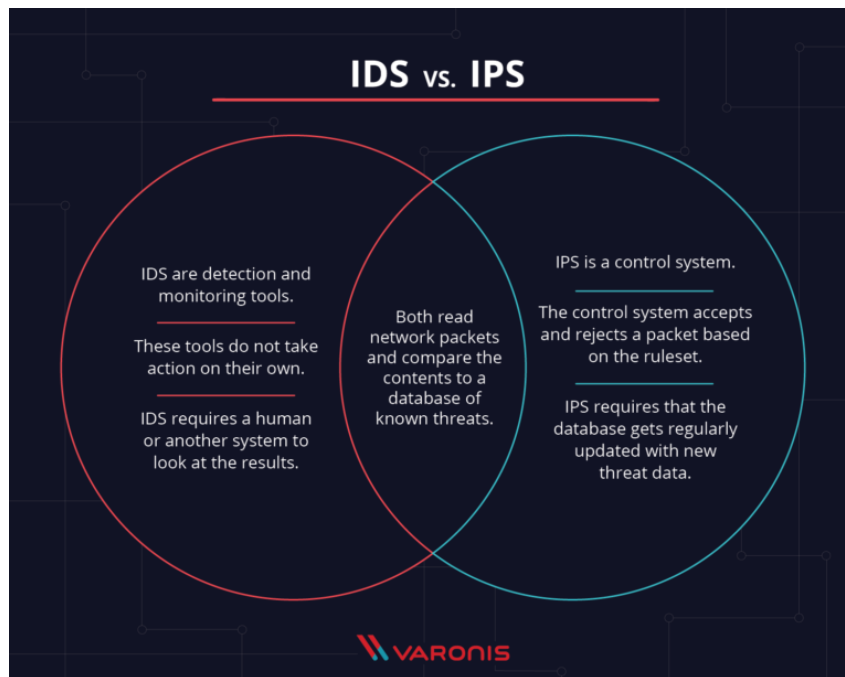 IDS vs. IPS
IDS are detection and
monitoring tools.
These tools do not take
action on their own.
IDS requires a human
or another system to
look at the results.
Both read
network packets
and compare the
contents to a
database of
known threats.
IPS is a control system.
The control system accepts
and rejects a packet based
on the ruleset.
IPS requires that the
database gets regularly
updated with new
threat data.
VARONIS